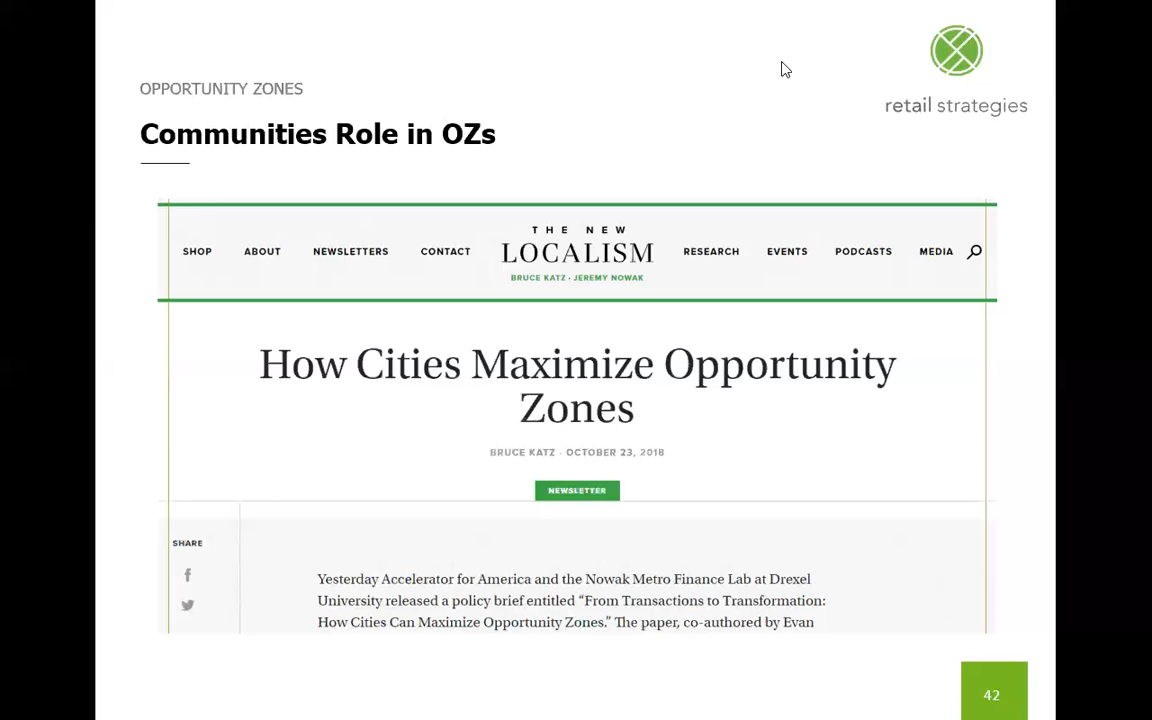 OPPORTUNITY ZONES
Communities Role in OZs
retail strategies
SHOP ABOUT NEWSLETTERS CONTACT
THE NEW
LOCALISM
BRUCE KATZ · JEREMY NOWAK
RESEARCH EVENTS PODCASTS MEDIA
How Cities Maximize Opportunity
Zones
BRUCE KATZ · OCTOBER 23, 2018
NEWSLETTER
SHARE
Yesterday Accelerator for America and the Nowak Metro Finance Lab at Drexel
University released a policy brief entitled “From Transactions to Transformation:
How Cities Can Maximize Opportunity Zones.” The paper, co-authored by Evan
42